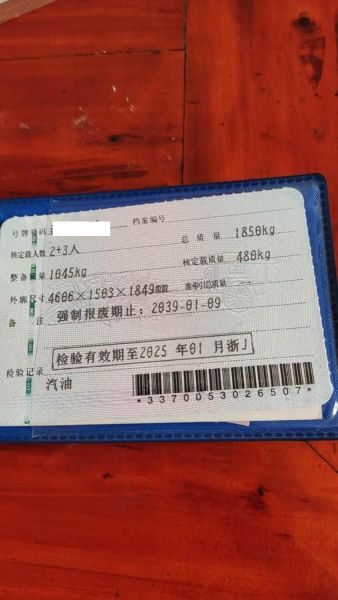 号牌号码 档案编号
核定载人数 2+3人 总质量 1850kg
整备质量 1045kg 核定载质量 480kg
外廓尺寸 4606×1503×1849mm 准牵引总质量
备注 强制报废期止：2039-01-09
检验有效期至2025 年01 月浙J
检验记录
汽油
*3370053026507*